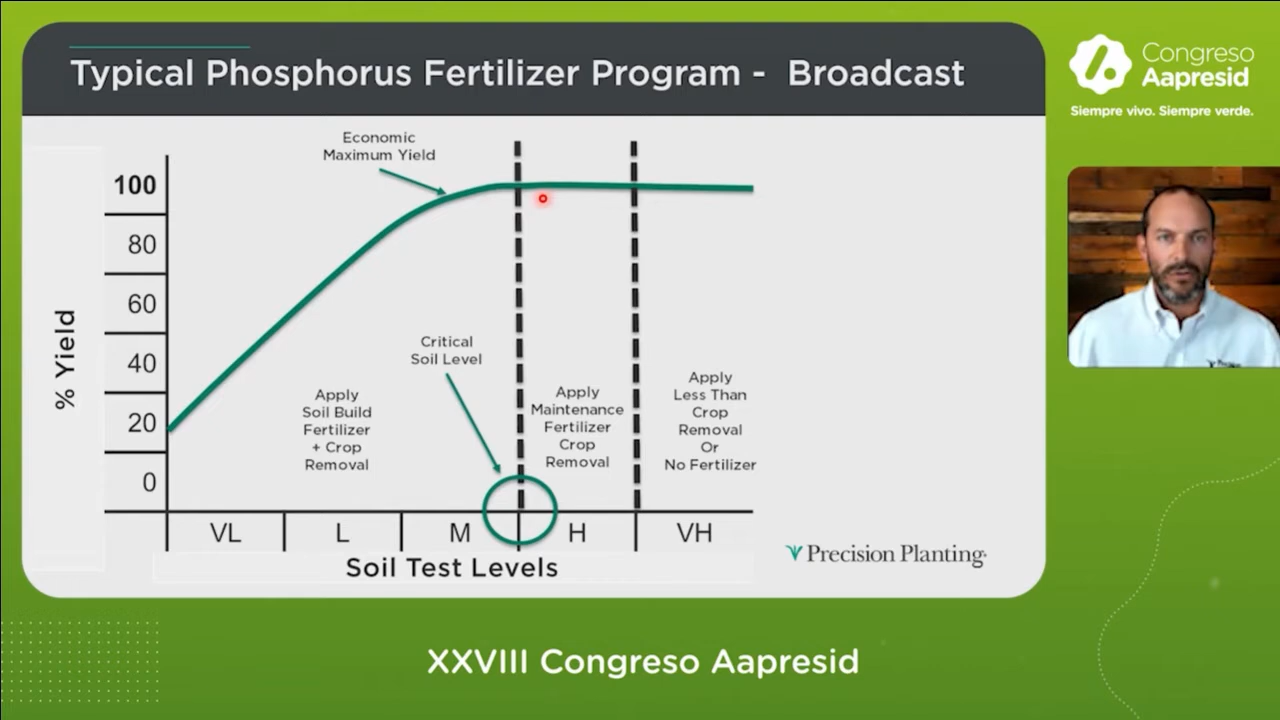 Typical Phosphorus Fertilizer Program - Broadcast
Congreso
Aapresid
Siempre vivo. Siempre verde.
Economic
Maximum Yield
100
80
60
40
20
0
% Yield
Critical
Soil Level
Apply
Soil Build
Fertilizer
+ Crop
Removal
Apply
Maintenance
Fertilizer
Crop
Removal
Apply
Less Than
Crop
Removal
Or
No Fertilizer
VL L M H VH
Soil Test Levels
Precision Planting.
XXVIII Congreso Aapresid